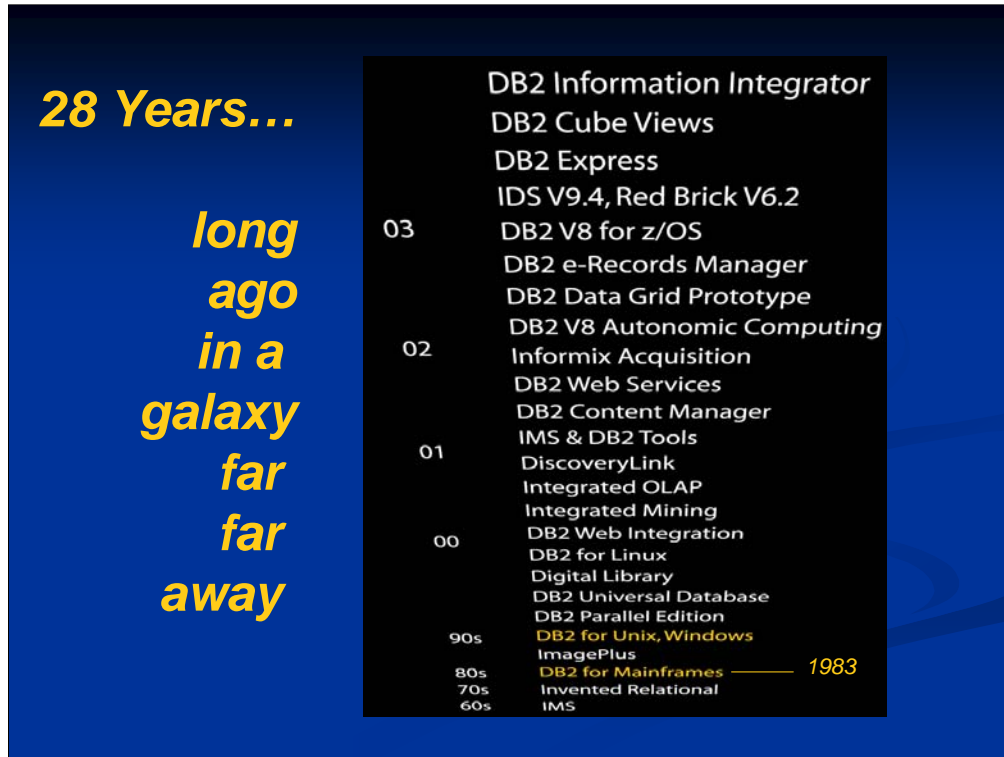 28 Years…
long
ago
in a
galaxy
far
far
away
DB2 Information Integrator
DB2 Cube Views
DB2 Express
IDS V9.4, Red Brick V6.2
03 DB2 V8 for z/OS
DB2 e-Records Manager
DB2 Data Grid Prototype
DB2 V8 Autonomic Computing
02 Informix Acquisition
DB2 Web Services
DB2 Content Manager
IMS & DB2 Tools
01 DiscoveryLink
Integrated OLAP
Integrated Mining
00 DB2 Web Integration
DB2 for Linux
Digital Library
DB2 Universal Database
DB2 Parallel Edition
90s DB2 for Unix, Windows
ImagePlus
80s DB2 for Mainframes 1983
70s Invented Relational
60s IMS